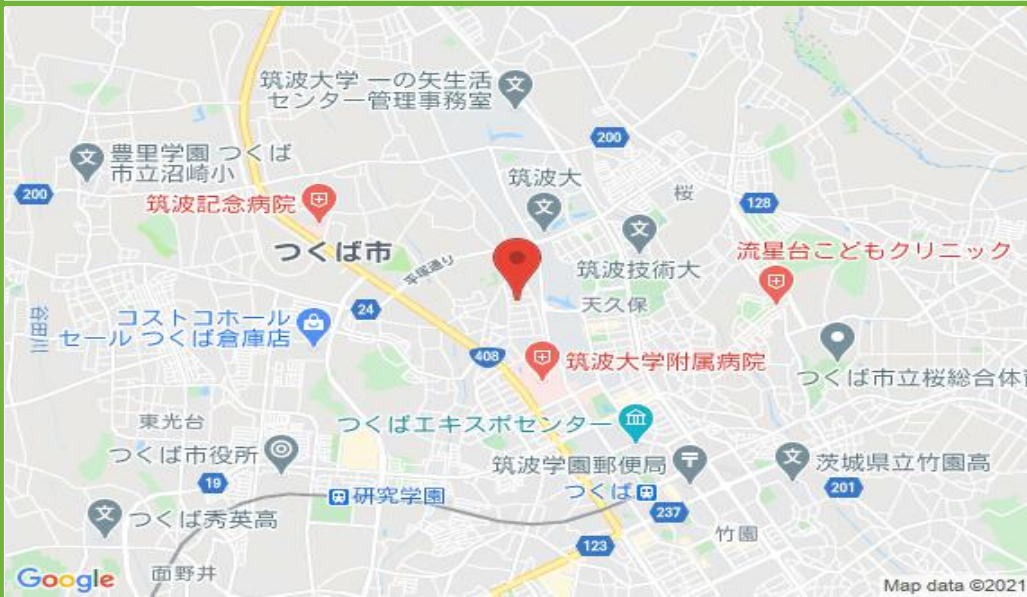 筑波大学 一の矢生活
センター管理事務室
200
豊里学園 つくば
市立沼崎小
筑波大
桜
200
筑波記念病院
128
つくば市
平塚通り
筑波技術大
流星台こどもクリニック
天久保
谷田川
24
コストコホール
セール つくば倉庫店
408
筑波大学附属病院
つくば市立桜総合体育
東光台
つくばエキスポセンター
つくば市役所
筑波学園郵便局
茨城県立竹園高
19
研究学園
つくば
201
つくば秀英高
237
竹園
123
面野井
Google
Map data ©2021